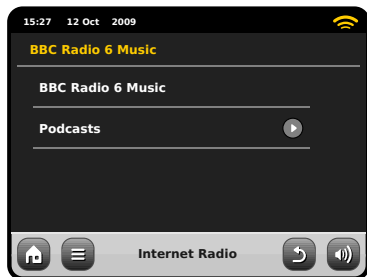 15:27 12 Oct 2009
BBC Radio 6 Music
BBC Radio 6 Music
Podcasts
Internet Radio